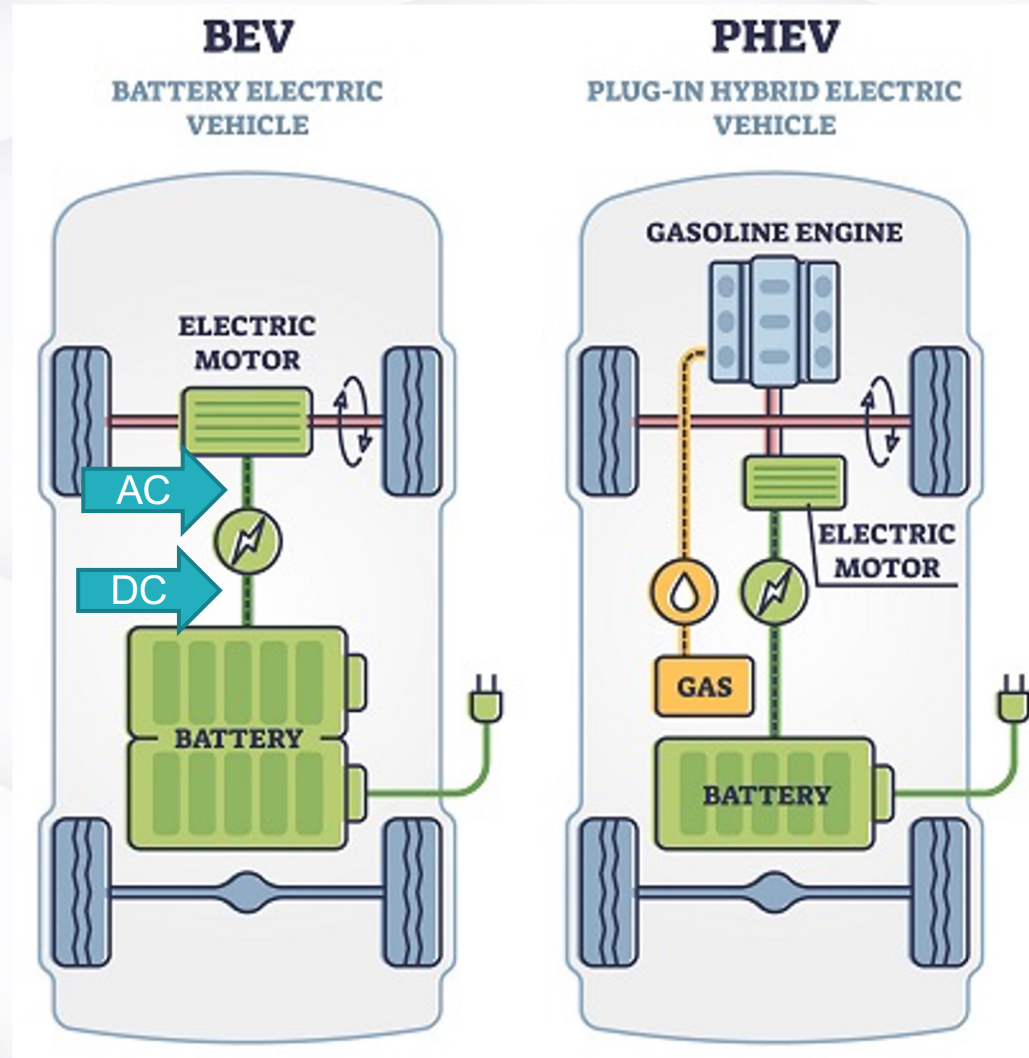 BEV
BATTERY ELECTRIC
VEHICLE
ELECTRIC
MOTOR
AC
DC
BATTERY
PHEV
PLUG-IN HYBRID ELECTRIC
VEHICLE
GASOLINE ENGINE
ELECTRIC
MOTOR
GAS
BATTERY